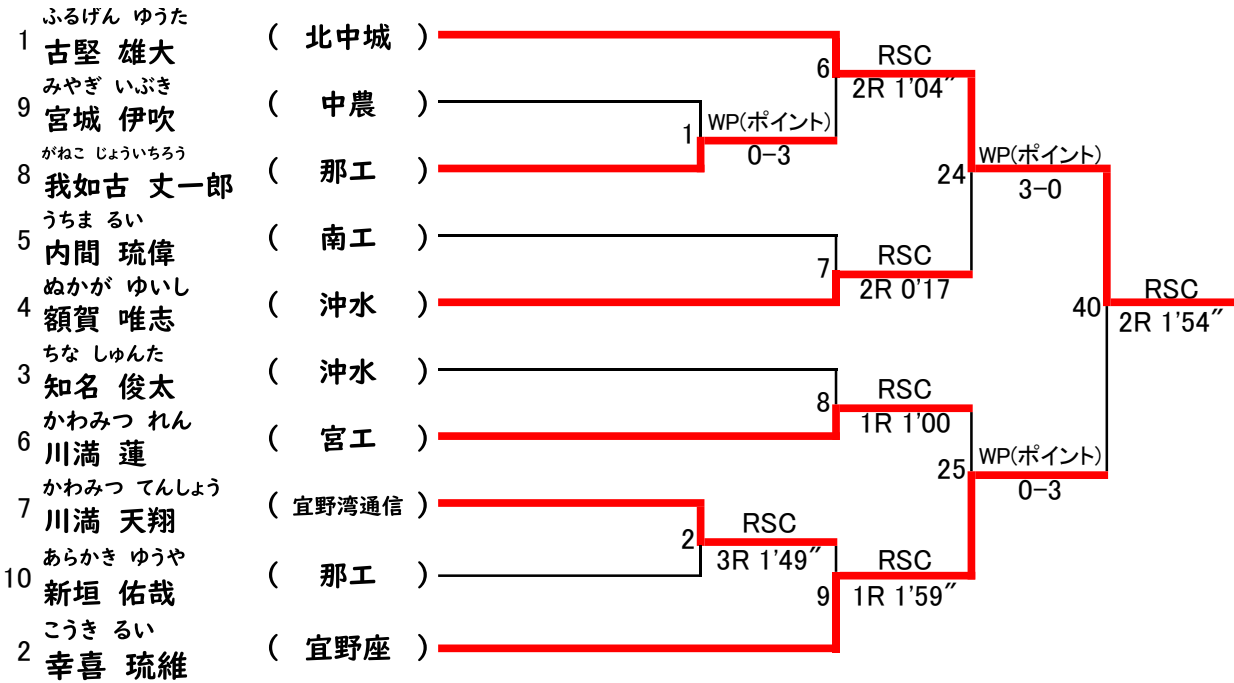 ふるげん ゆうた
1 古堅 雄大 ( 北中城 )
みやぎ いぶき
9 宮城 伊吹 ( 中農 )
がねこ じょういちろう
8 我如古 丈一郎 ( 那工 )
うちま るい
5 内間 琉偉 ( 南工 )
ぬかが ゆいし
4 額賀 唯志 ( 沖水 )
ちな しゅんた
3 知名 俊太 ( 沖水 )
かわみつ れん
6 川満 蓮 ( 宮工 )
かわみつ てんしょう
7 川満 天翔 ( 宜野湾通信 )
あらかき ゆうや
10 新垣 佑哉 ( 那工 )
こうき るい
2 幸喜 琉維 ( 宜野座 )
1 WP(ポイント)
0-3
2 RSC
3R 1'49"
6 RSC
2R 1'04"
7 RSC
2R 0'17
8 RSC
1R 1'00
9 RSC
1R 1'59"
24 WP(ポイント)
3-0
25 WP(ポイント)
0-3
40 RSC
2R 1'54"